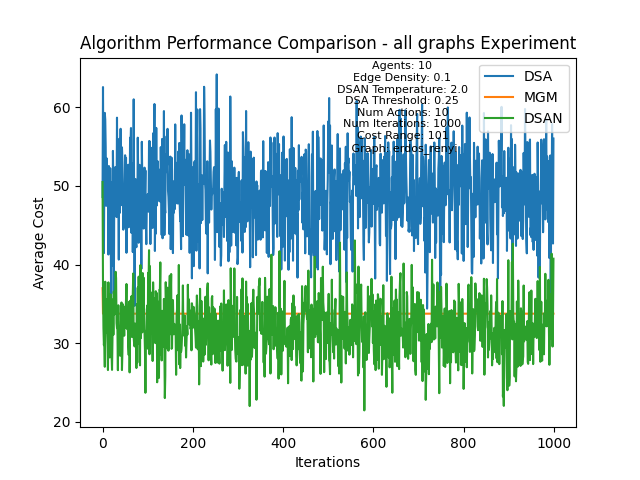 Algorithm Performance Comparison - all graphs Experiment
Agents: 10
Edge Density: 0.1
DSAN Temperature: 2.0
DSA Threshold: 0.25
Num Actions: 10
Num Iterations: 1000
Cost Range: 101
Graph: erdos_reny
DSA
MGM
DSAN
Average Cost
60
50
40
30
20
0
200
400
600
800
1000
Iterations